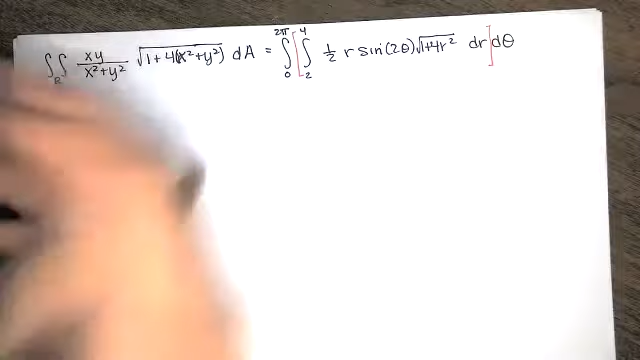 ∬_R xy/(x²+y²) √(1+4(x²+y²)) dA = ∫_0^{2π} [∫_2^4 ½ r sin(2θ) √(1+4r²) dr] dθ